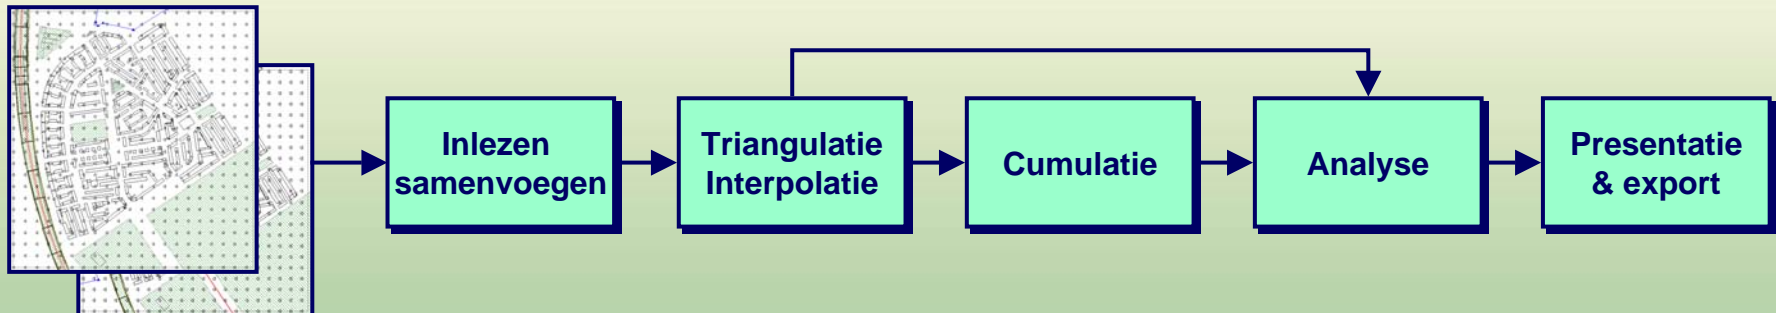 Inlezen
samenvoegen
Triangulatie
Interpolatie
Cumulatie
Analyse
Presentatie
& export